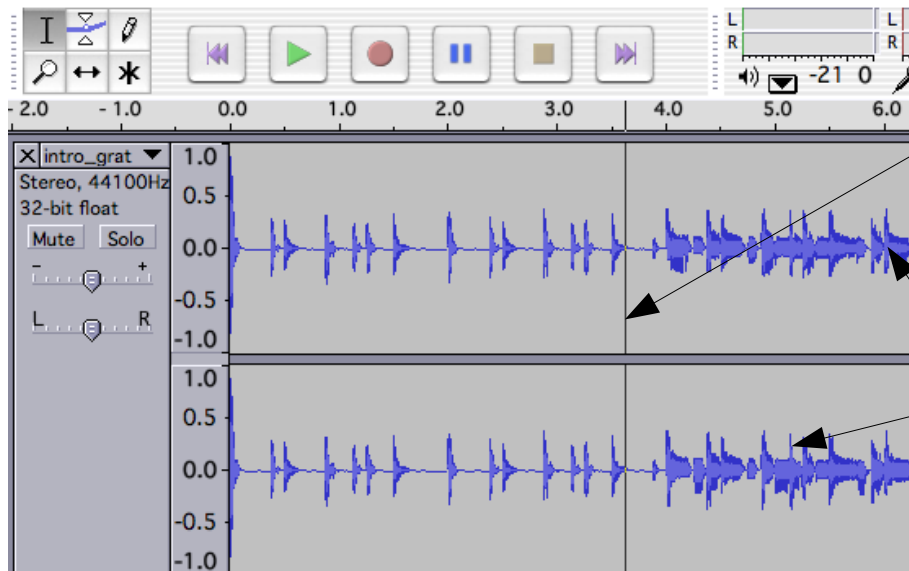 L
R
L
R
-21 0
- 2.0 - 1.0 0.0 1.0 2.0 3.0 4.0 5.0 6.0
X intro_grat
Stereo, 44100Hz
32-bit float
Mute Solo
- +
L R
1.0
0.5
0.0
-0.5
-1.0
1.0
0.5
0.0
-0.5
-1.0